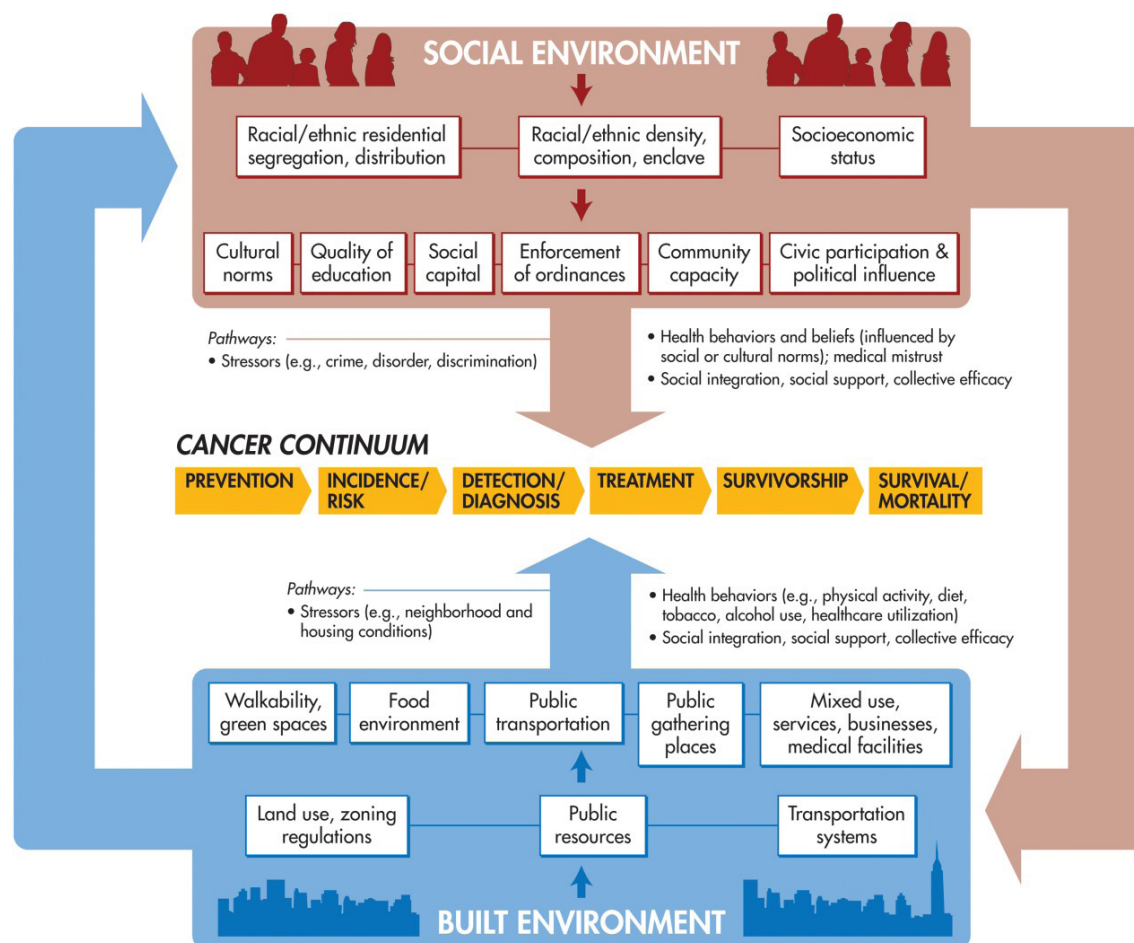 SOCIAL ENVIRONMENT
Racial/ethnic residential
segregation, distribution
Racial/ethnic density,
composition, enclave
Socioeconomic
status
Cultural
norms
Quality of
education
Social
capital
Enforcement
of ordinances
Community
capacity
Civic participation &
political influence
Pathways:
• Stressors (e.g., crime, disorder, discrimination)
• Health behaviors and beliefs (influenced by
social or cultural norms); medical mistrust
• Social integration, social support, collective efficacy
CANCER CONTINUUM
PREVENTION
INCIDENCE/
RISK
DETECTION/
DIAGNOSIS
TREATMENT
SURVIVORSHIP
SURVIVAL/
MORTALITY
Pathways:
• Stressors (e.g., neighborhood and
housing conditions)
• Health behaviors (e.g., physical activity, diet,
tobacco, alcohol use, healthcare utilization)
• Social integration, social support, collective efficacy
Walkability,
green spaces
Food
environment
Public
transportation
Public
gathering
places
Mixed use,
services, businesses,
medical facilities
Land use, zoning
regulations
Public
resources
Transportation
systems
BUILT ENVIRONMENT